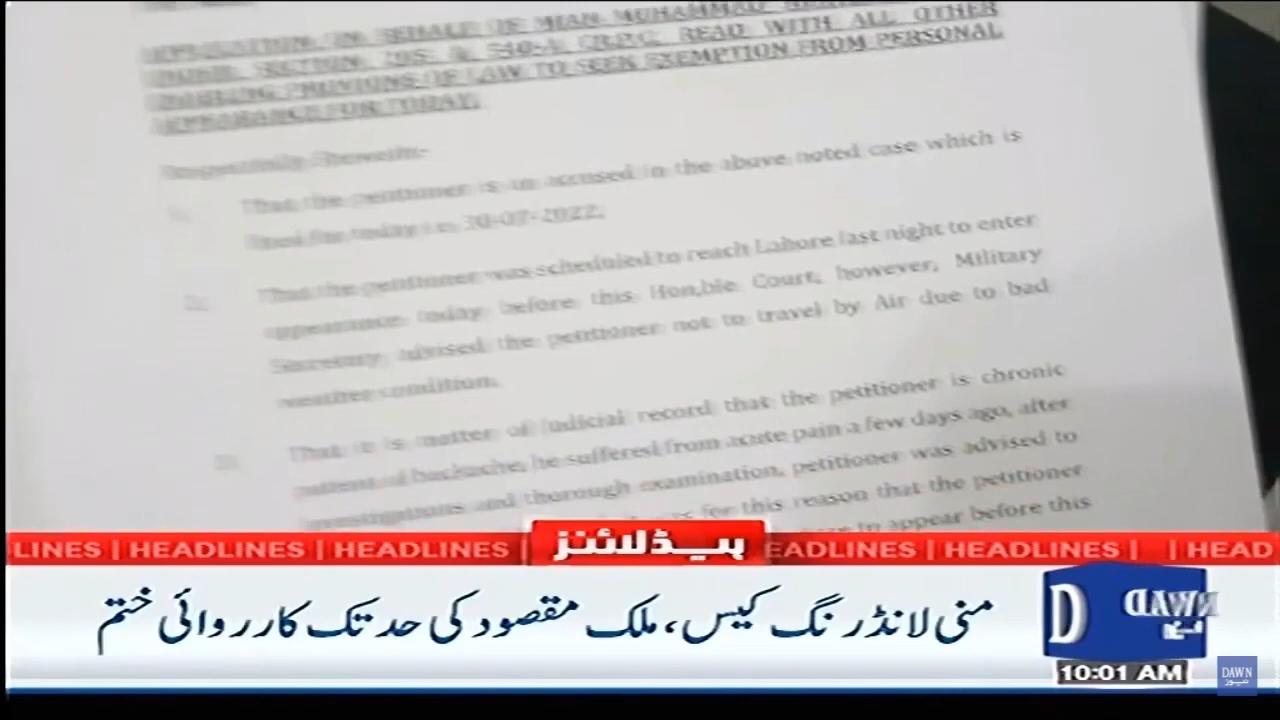 APPLICATION IN BEHALF OF MIAN MUHAMMAD
UNDER SECTION 205 & 540-A CR.P.C. READ WITH ALL OTHER
ENABLING PROVIIONS OF LAW TO SEEK EXEMPTION FROM PERSONAL
APPEARANCE FOR TODAY.
Respectfully Sheweth:-
That the petitioner is an accused in the above noted case which is
fixed for today i.e. 30-07-2022.
That the petitioner was scheduled to reach Lahore last night to enter
appearance today before this Hon,ble Court, however, Military
Secretary advised the petitioner not to travel by Air due to bad
weather condition.
That it is matter of judicial record that the petitioner is chronic
patient of backache, he suffered from acute pain a few days ago, after
investigations and thorough examination, petitioner was advised to
for this reason that the petitioner
to appear before this
LINES | HEADLINES | HEADLINES | ہیڈلائنز EADLINES | HEADLINES | | HEAD
منی لانڈرنگ کیس، ملک مقصود کی حد تک کارروائی ختم
D DAWN
10:01 AM
DAWN
نیوز